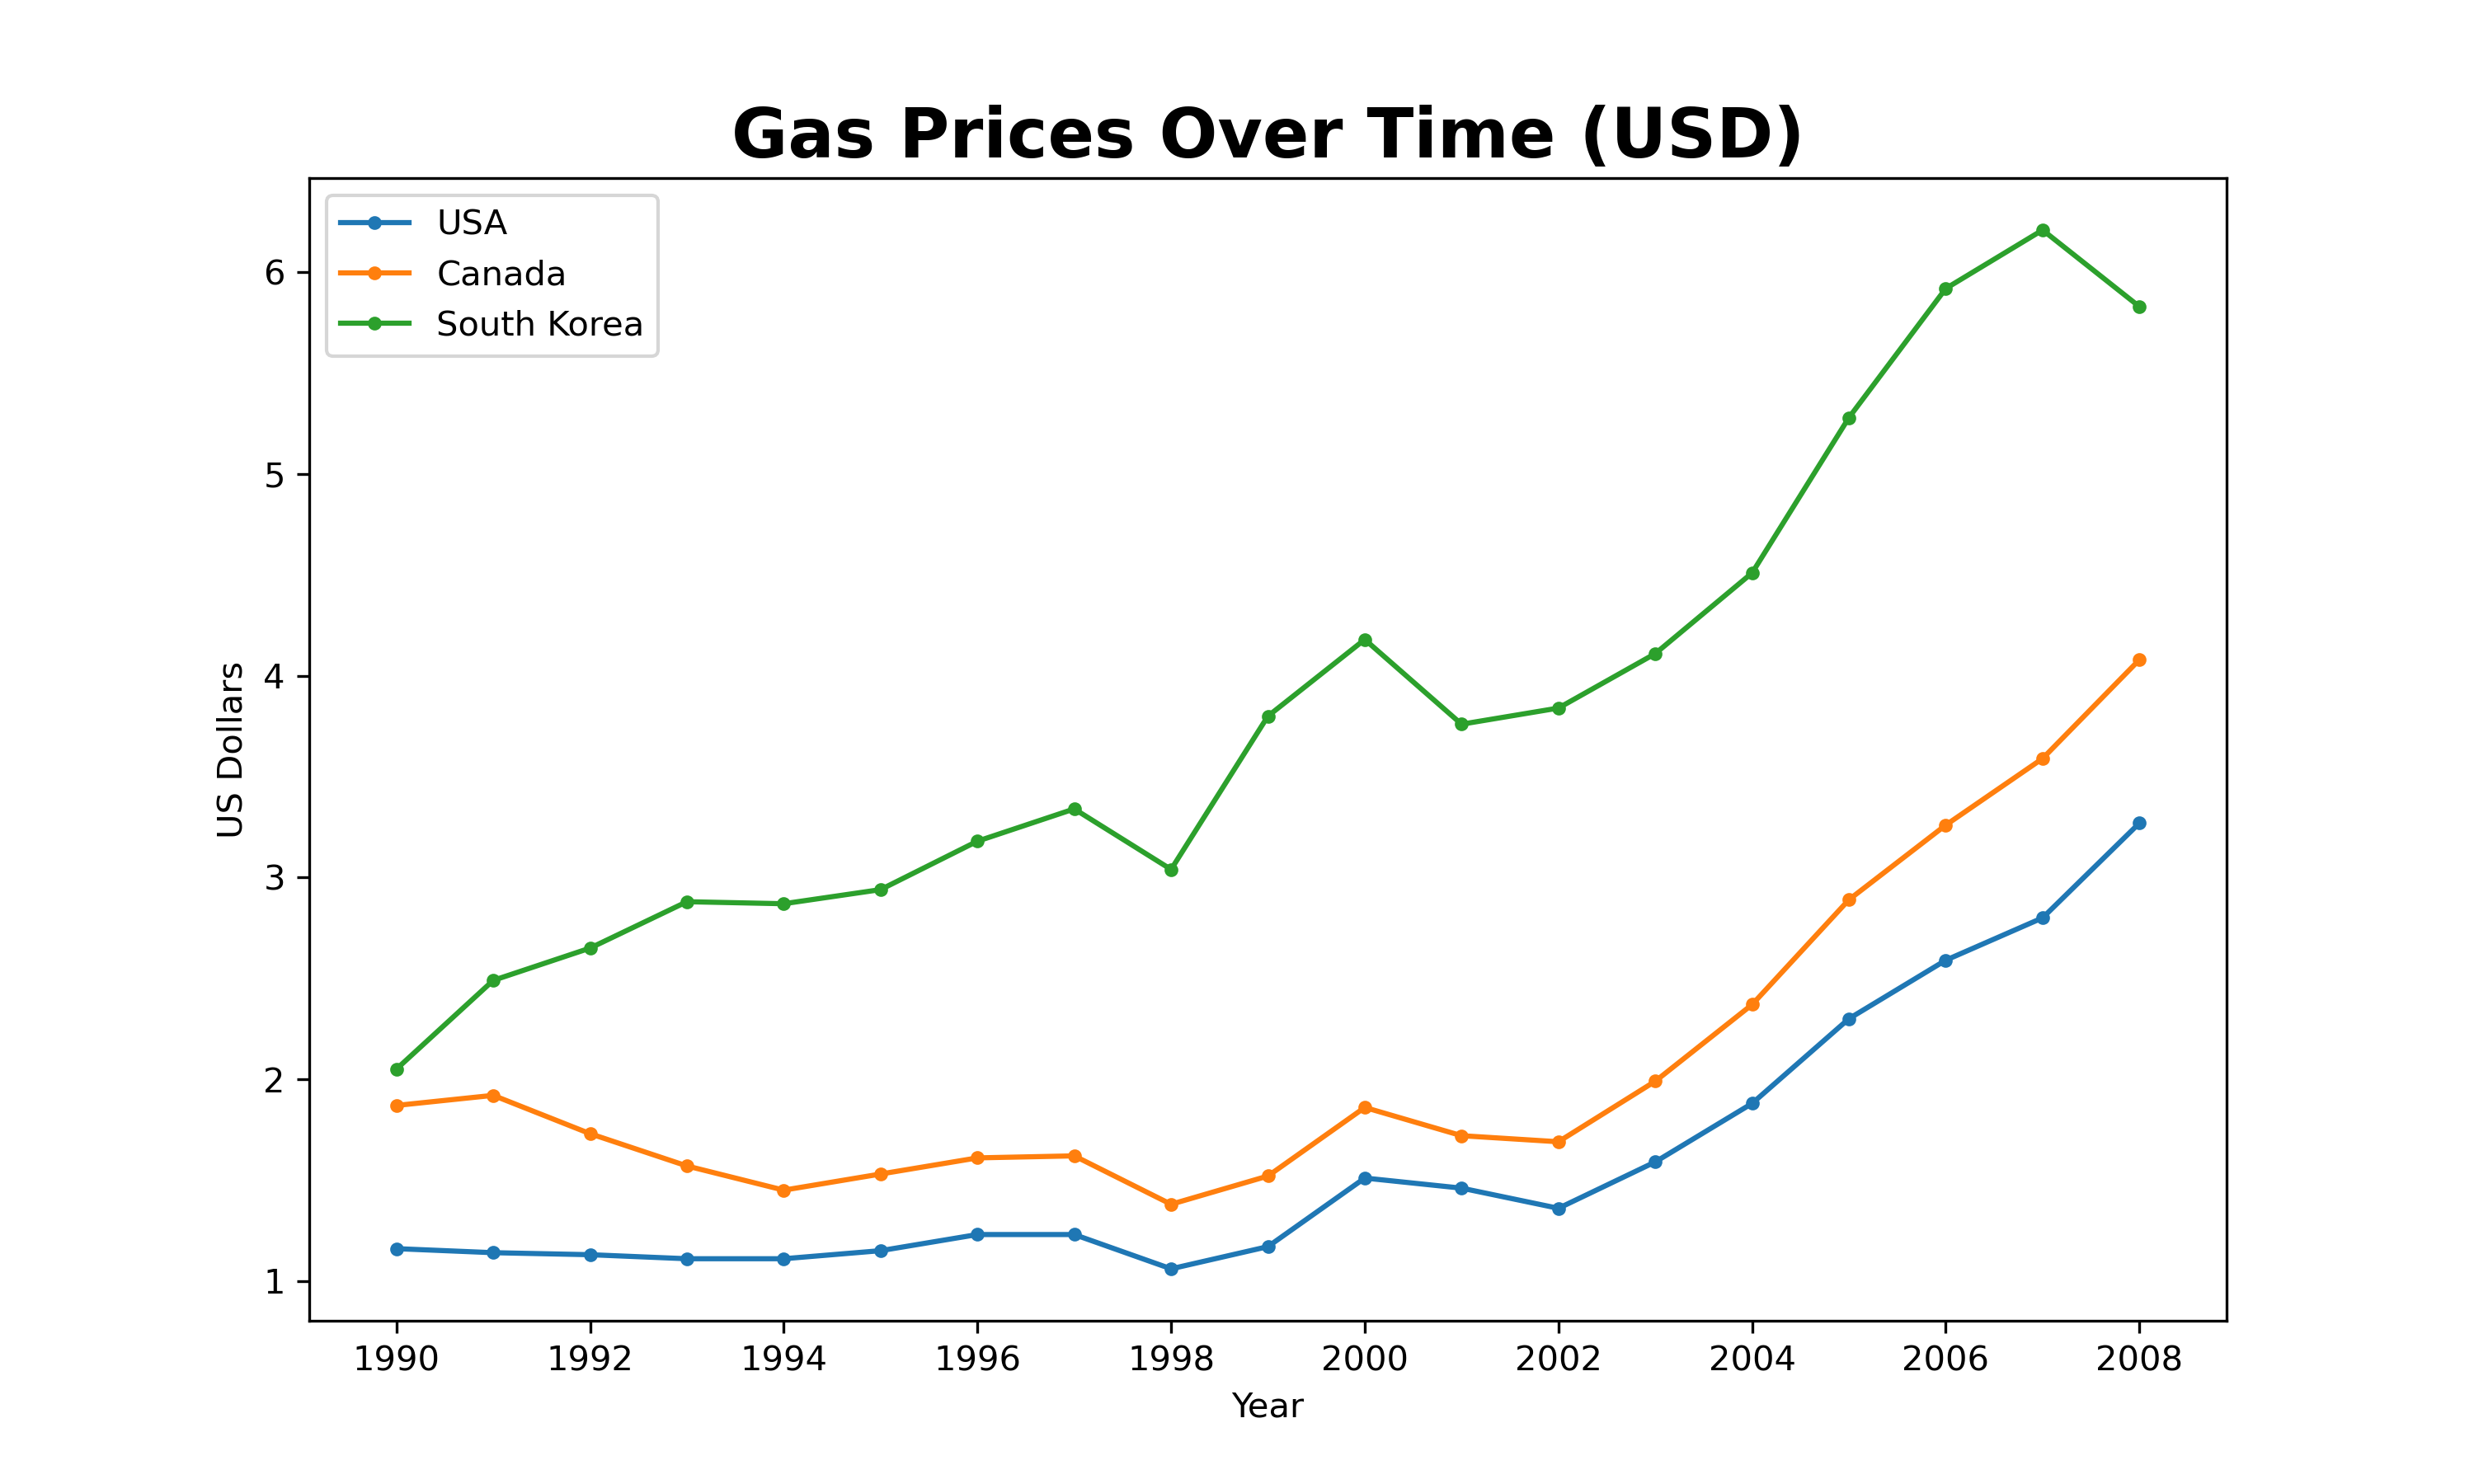 Gas Prices Over Time (USD)
USA
Canada
South Korea
US Dollars
6
5
4
3
2
1
1990 1992 1994 1996 1998 2000 2002 2004 2006 2008
Year